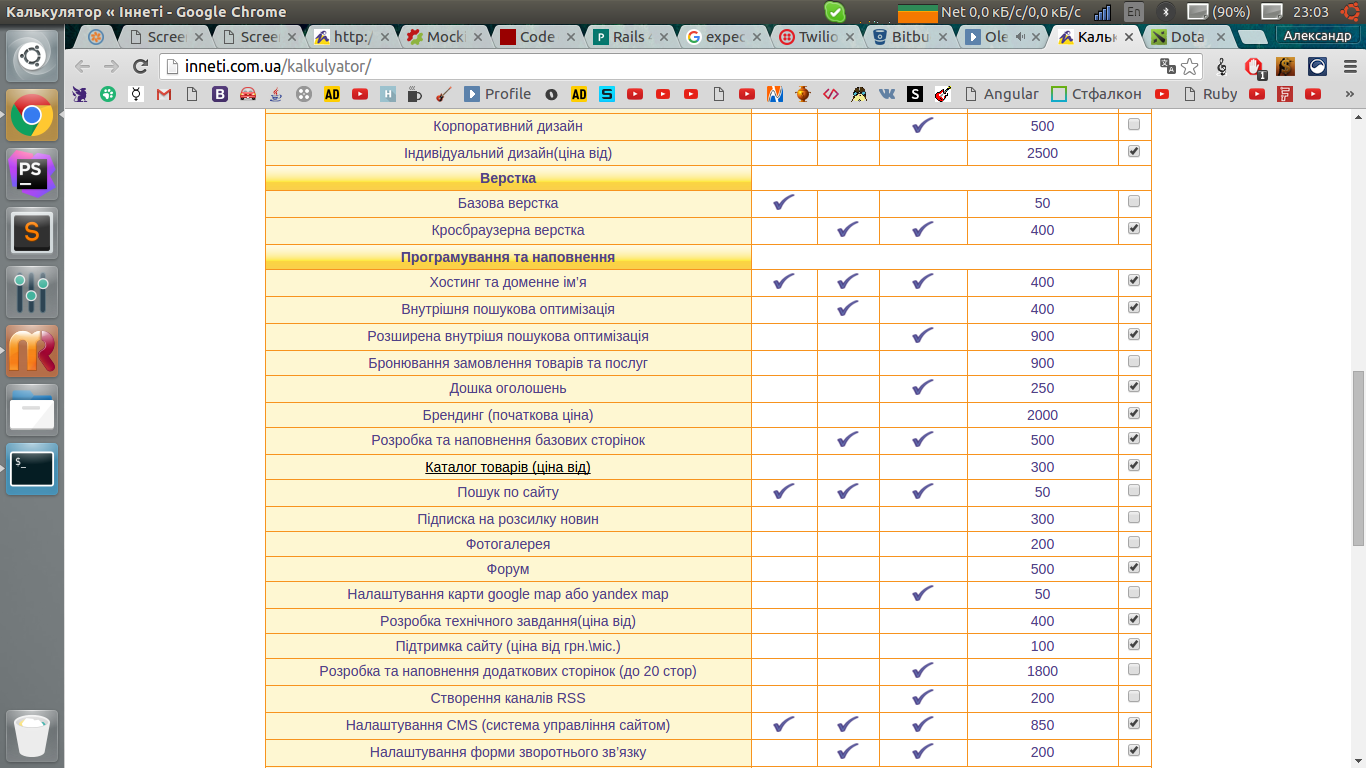 Калькулятор « Іннеті - Google Chrome
Net 0,0 кБ/с/0,0 кБ/с
En
(90%)
23:03
Screen
Screen
http:/
Mockl
Code
Rails 4
expec
Twilio
Bitbu
Ole
Каль
Dota
Александр
inneti.com.ua/kalkulyator/
1
Profile
Angular
Стфалкон
Ruby
»
Корпоративний дизайн 500
Індивідуальний дизайн(ціна від) 2500
Верстка
Базова верстка 50
Кросбраузерна верстка 400
Програмування та наповнення
Хостинг та доменне ім’я 400
Внутрішня пошукова оптимізація 400
Розширена внутрішя пошукова оптимізація 900
Бронювання замовлення товарів та послуг 900
Дошка оголошень 250
Брендинг (початкова ціна) 2000
Розробка та наповнення базових сторінок 500
Каталог товарів (ціна від) 300
Пошук по сайту 50
Підписка на розсилку новин 300
Фотогалерея 200
Форум 500
Налаштування карти google map або yandex map 50
Розробка технічного завдання(ціна від) 400
Підтримка сайту (ціна від грн.\міс.) 100
Розробка та наповнення додаткових сторінок (до 20 стор) 1800
Створення каналів RSS 200
Налаштування CMS (система управління сайтом) 850
Налаштування форми зворотнього зв’язку 200